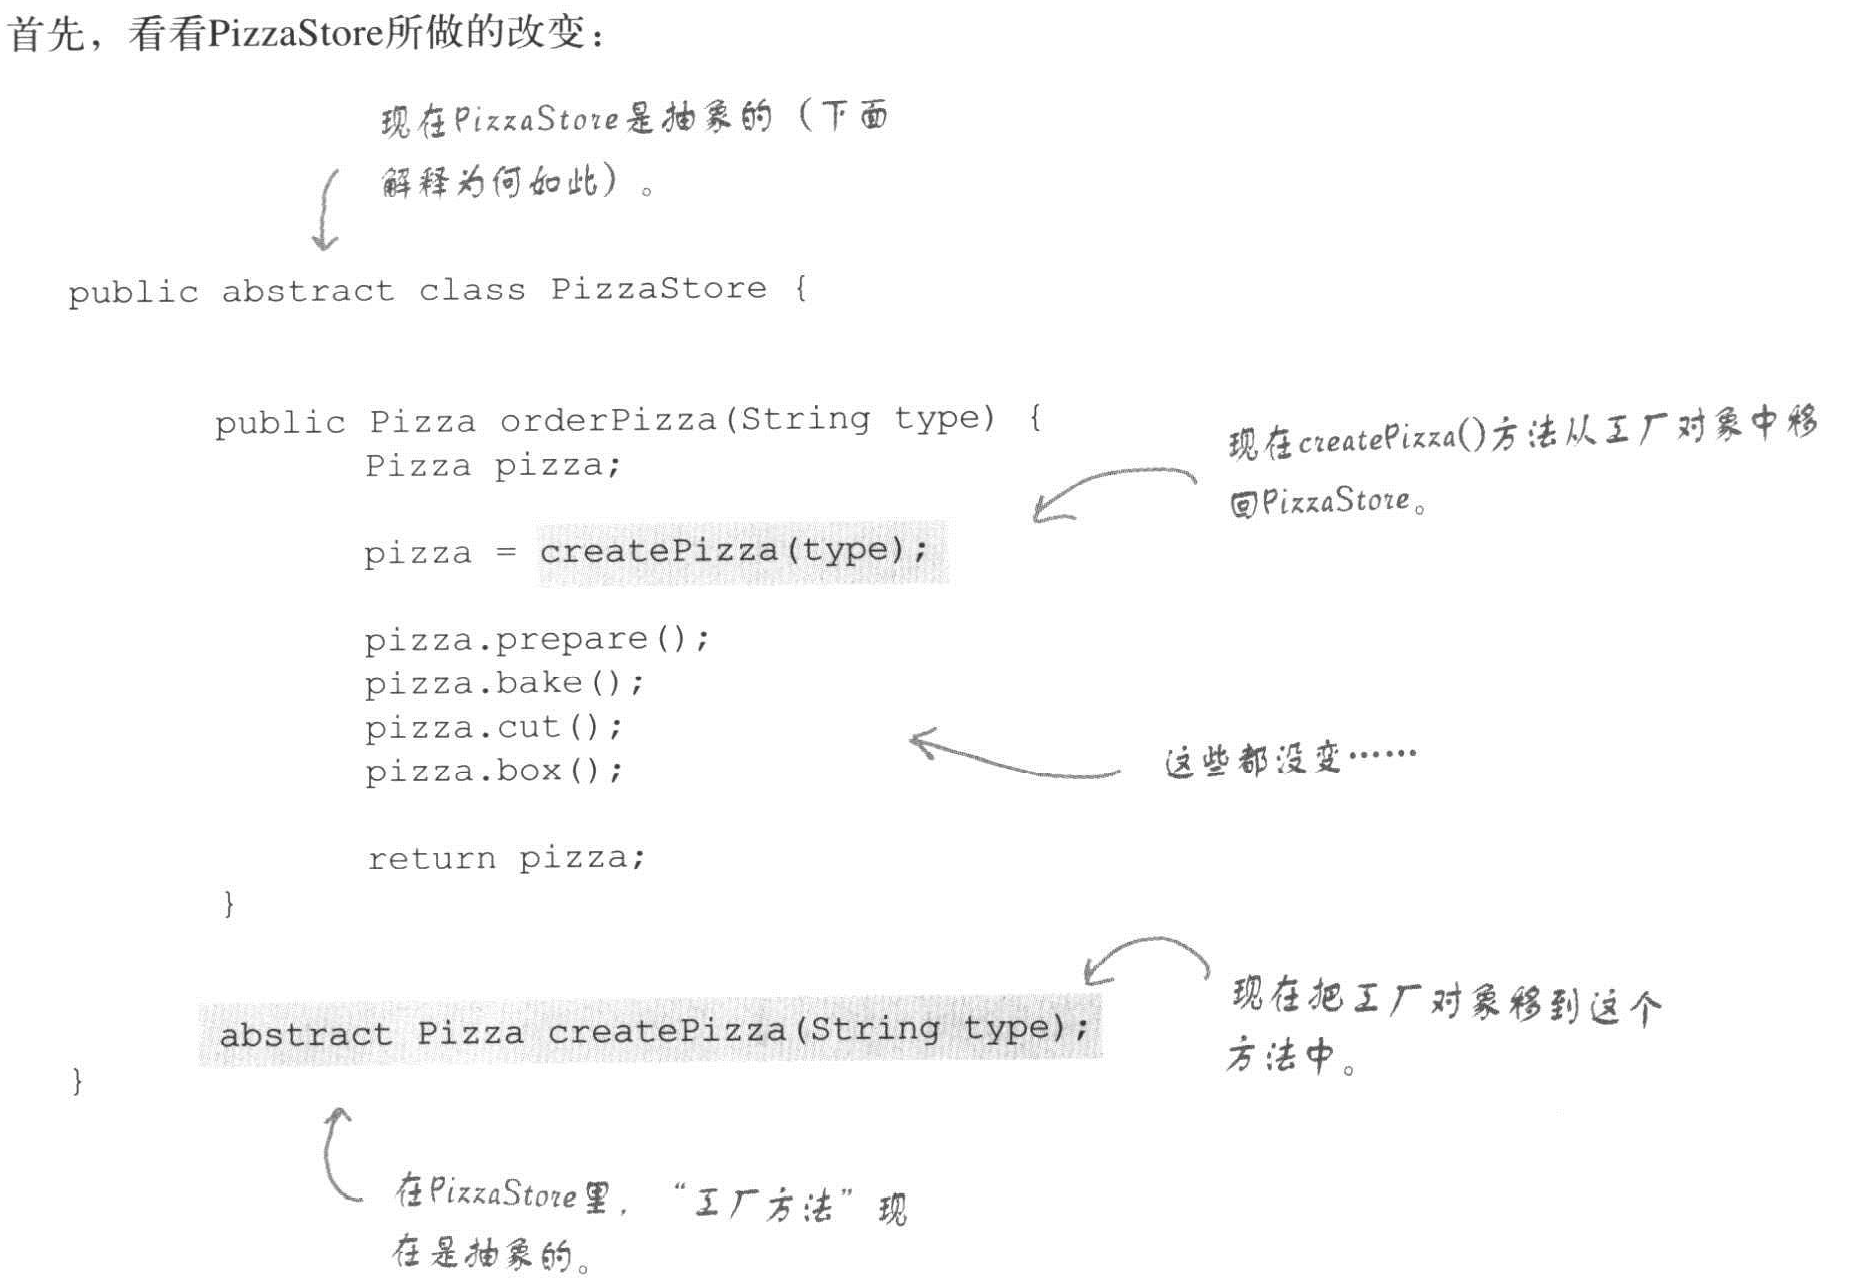 首先，看看PizzaStore所做的改变：
现在PizzaStore是抽象的（下面
解释为何如此）。
public abstract class PizzaStore {
public Pizza orderPizza(String type) {
Pizza pizza;
现在createPizza()方法从工厂对象中移
回PizzaStore。
pizza = createPizza(type);
pizza.prepare();
pizza.bake();
pizza.cut();
pizza.box();
这些都没变……
return pizza;
}
abstract Pizza createPizza(String type);
现在把工厂对象移到这个
方法中。
}
在PizzaStore里，“工厂方法”现
在是抽象的。